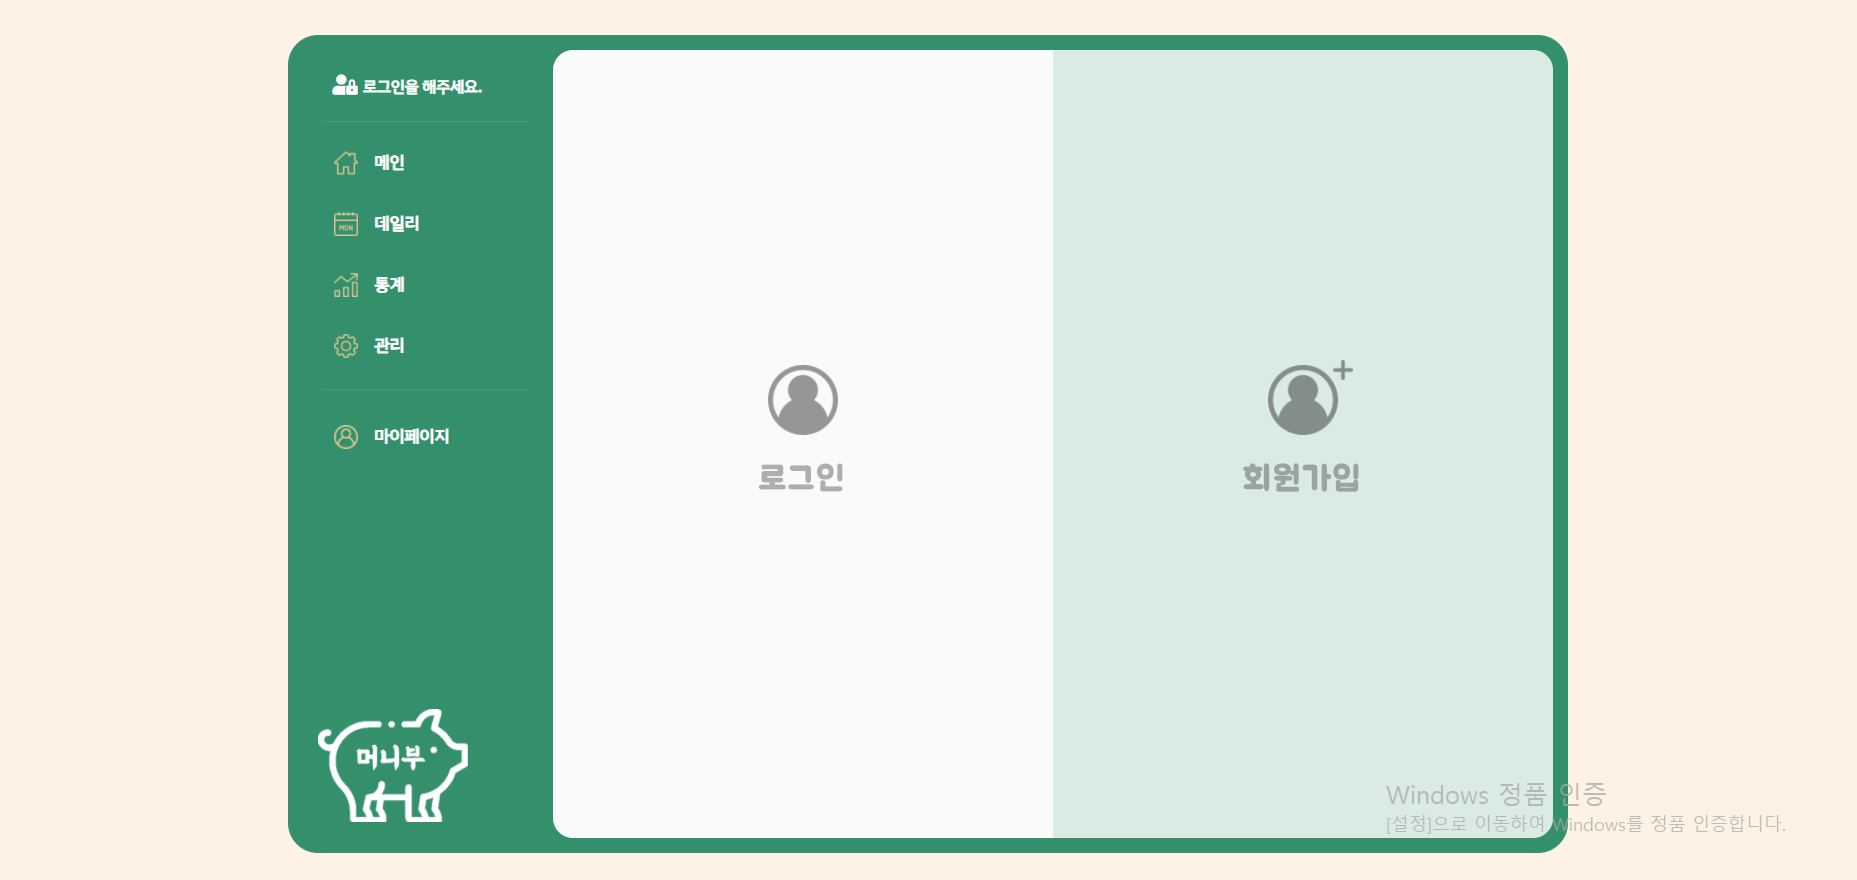 로그인을 해주세요.
메인
MON
데일리
통계
관리
마이페이지
머니부
로그인
회원가입
Windows 정품 인증
[설정]으로 이동하여 Windows를 정품 인증합니다.